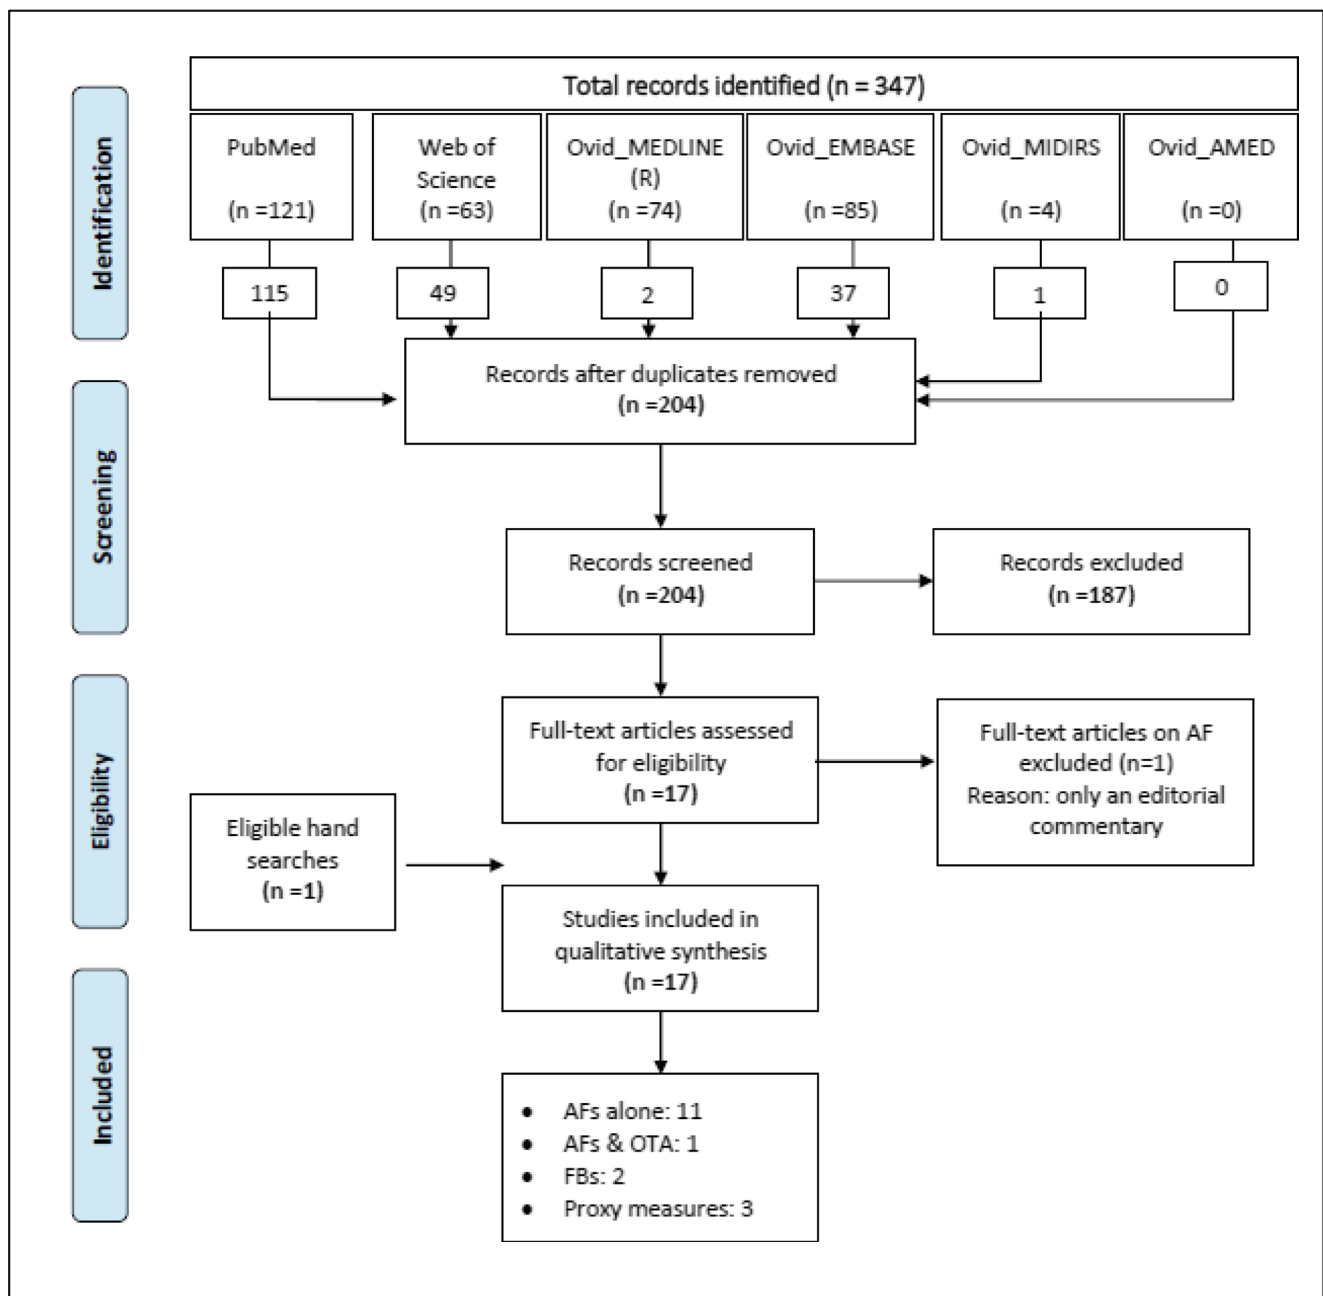 Total records identified (n = 347)
PubMed
(n =121)
Web of
Science
(n =63)
Ovid_MEDLINE
(R)
(n =74)
Ovid_EMBASE
(n =85)
Ovid_MIDIRS
(n =4)
Ovid_AMED
(n =0)
Identification
115
49
2
37
1
0
Records after duplicates removed
(n =204)
Screening
Records screened
(n =204)
Records excluded
(n =187)
Eligibility
Full-text articles assessed
for eligibility
(n =17)
Full-text articles on AF
excluded (n=1)
Reason: only an editorial
commentary
Eligible hand
searches
(n =1)
Studies included in
qualitative synthesis
(n =17)
Included
• AFs alone: 11
• AFs & OTA: 1
• FBs: 2
• Proxy measures: 3